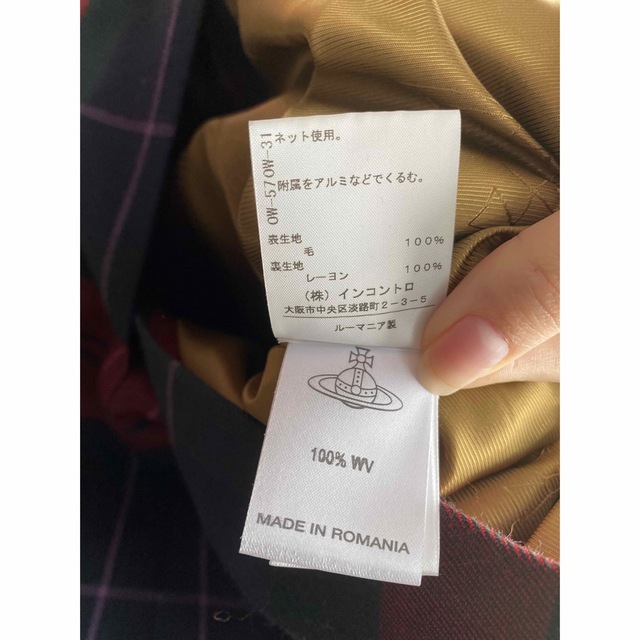 ネット使用。
附属をアルミなどでくるむ。
OW-570W-31
表生地
毛 100%
裏生地
レーヨン 100%
(株)インコントロ
大阪市中央区淡路町2-3-5
ルーマニア製
100% WV
MADE IN ROMANIA